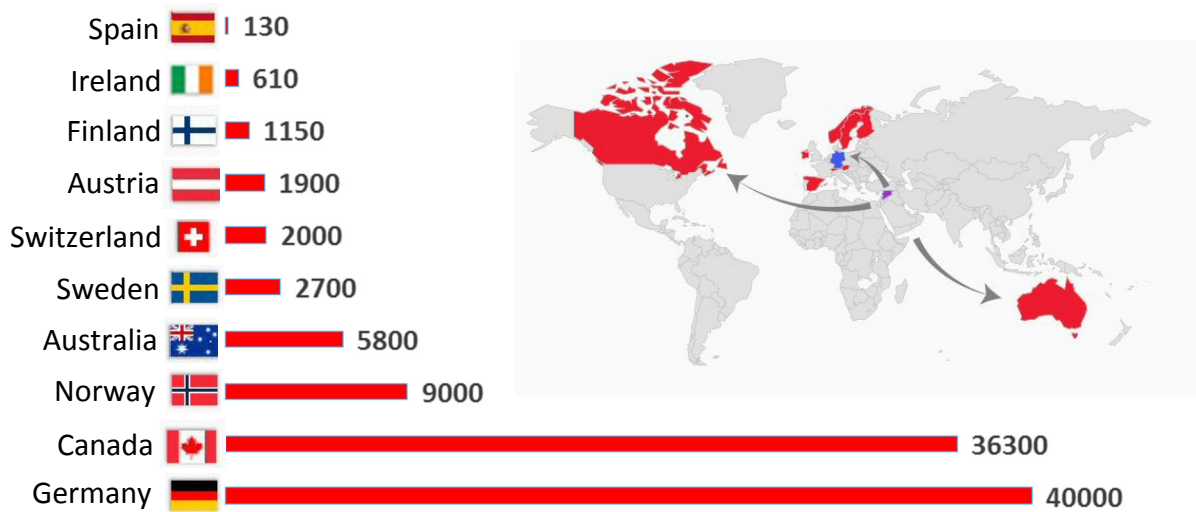 Spain 130
Ireland 610
Finland 1150
Austria 1900
Switzerland 2000
Sweden 2700
Australia 5800
Norway 9000
Canada 36300
Germany 40000